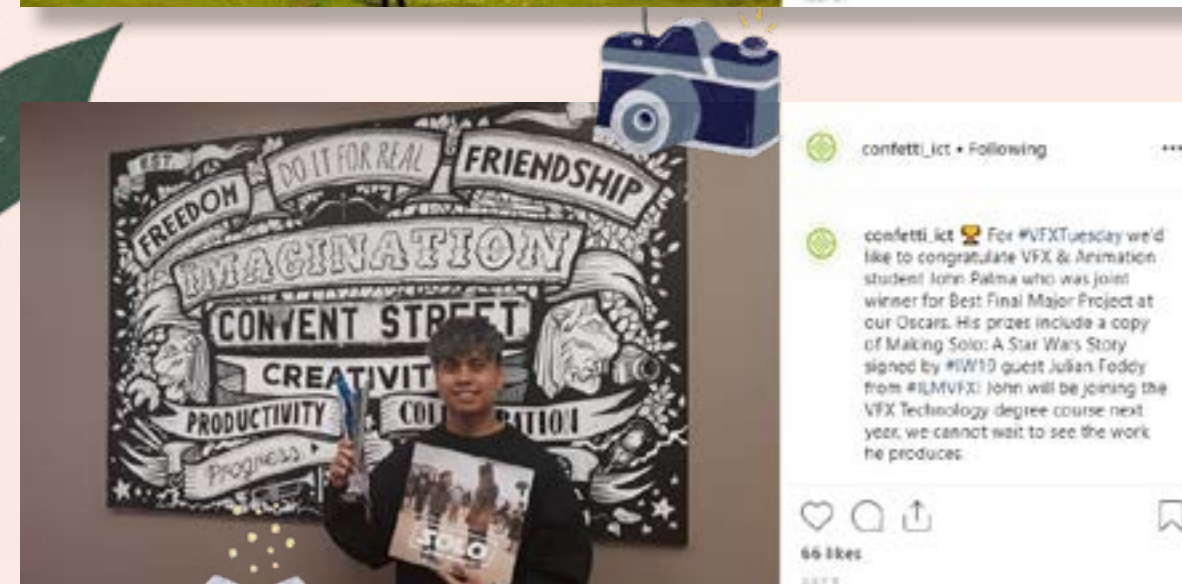 EST.
DO IT FOR REAL
FREEDOM
FRIENDSHIP
IMAGINATION
CONVENT STREET
CREATIVIT
PRODUCTIVITY
COL
RATION
Progress
SOLO
confetti_ict • Following
confetti_ict 🏆 For #VFXTuesday we'd
like to congratulate VFX & Animation
student John Palma who was joint
winner for Best Final Major Project at
our Oscars. His prizes include a copy
of Making Solo: A Star Wars Story
signed by #IW19 guest Julian Foddy
from #ILMVFX! John will be joining the
VFX Technology degree course next
year, we cannot wait to see the work
he produces
66 likes